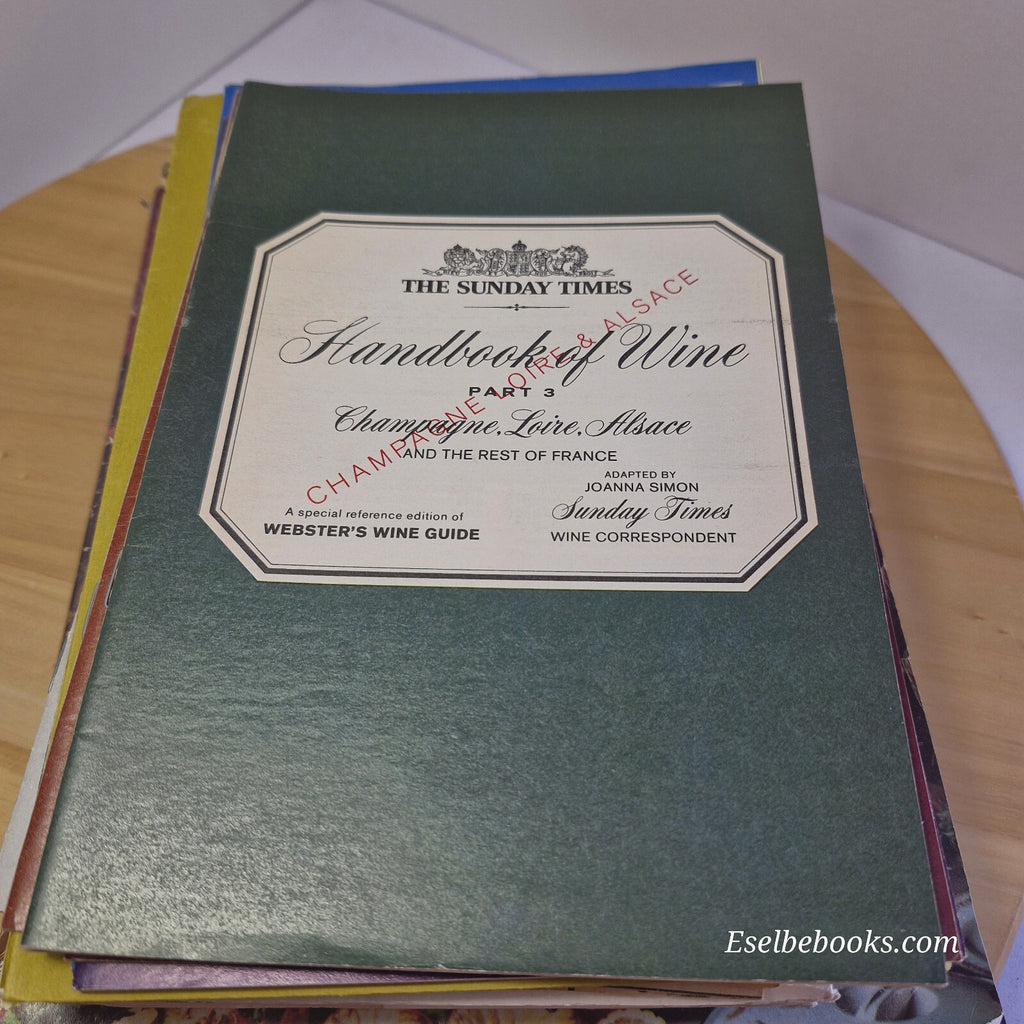 THE SUNDAY TIMES
Handbook of Wine
PART 3
Champagne, Loire, Alsace
AND THE REST OF FRANCE
CHAMPAGNE LOIRE & ALSACE
A special reference edition of
WEBSTER'S WINE GUIDE
ADAPTED BY
JOANNA SIMON
Sunday Times
WINE CORRESPONDENT
Eselbebooks.com